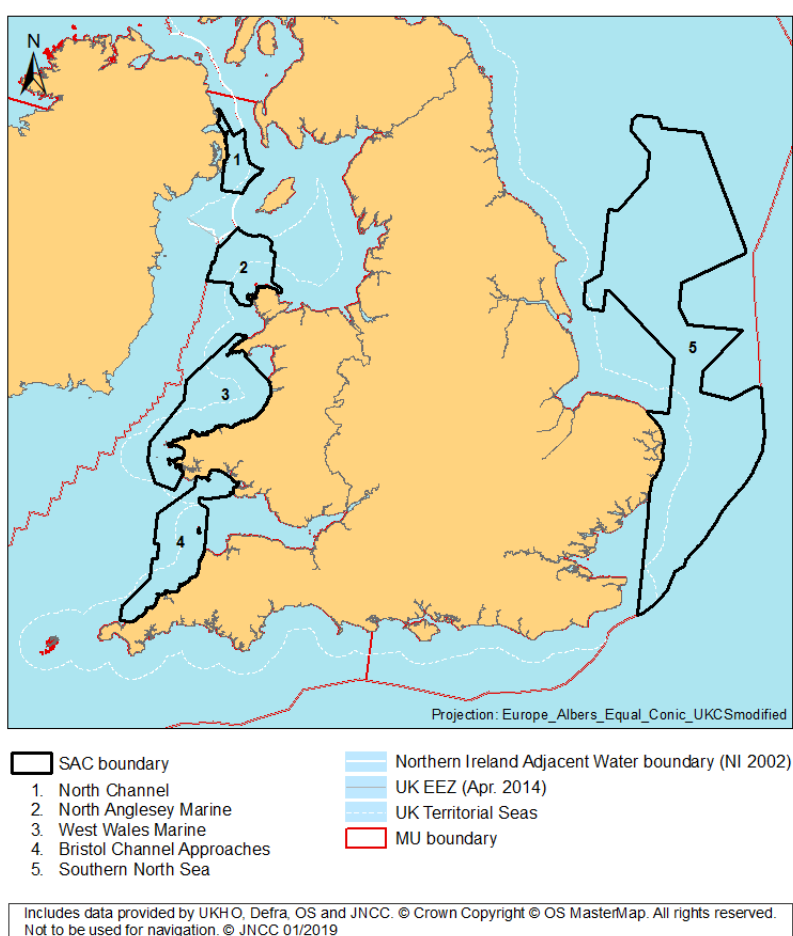 N
1
2
3
4
5
Projection: Europe_Albers_Equal_Conic_UKCSmodified
SAC boundary
1. North Channel
2. North Anglesey Marine
3. West Wales Marine
4. Bristol Channel Approaches
5. Southern North Sea
Northern Ireland Adjacent Water boundary (NI 2002)
UK EEZ (Apr. 2014)
UK Territorial Seas
MU boundary
Includes data provided by UKHO, Defra, OS and JNCC. © Crown Copyright © OS MasterMap. All rights reserved.
Not to be used for navigation. © JNCC 01/2019